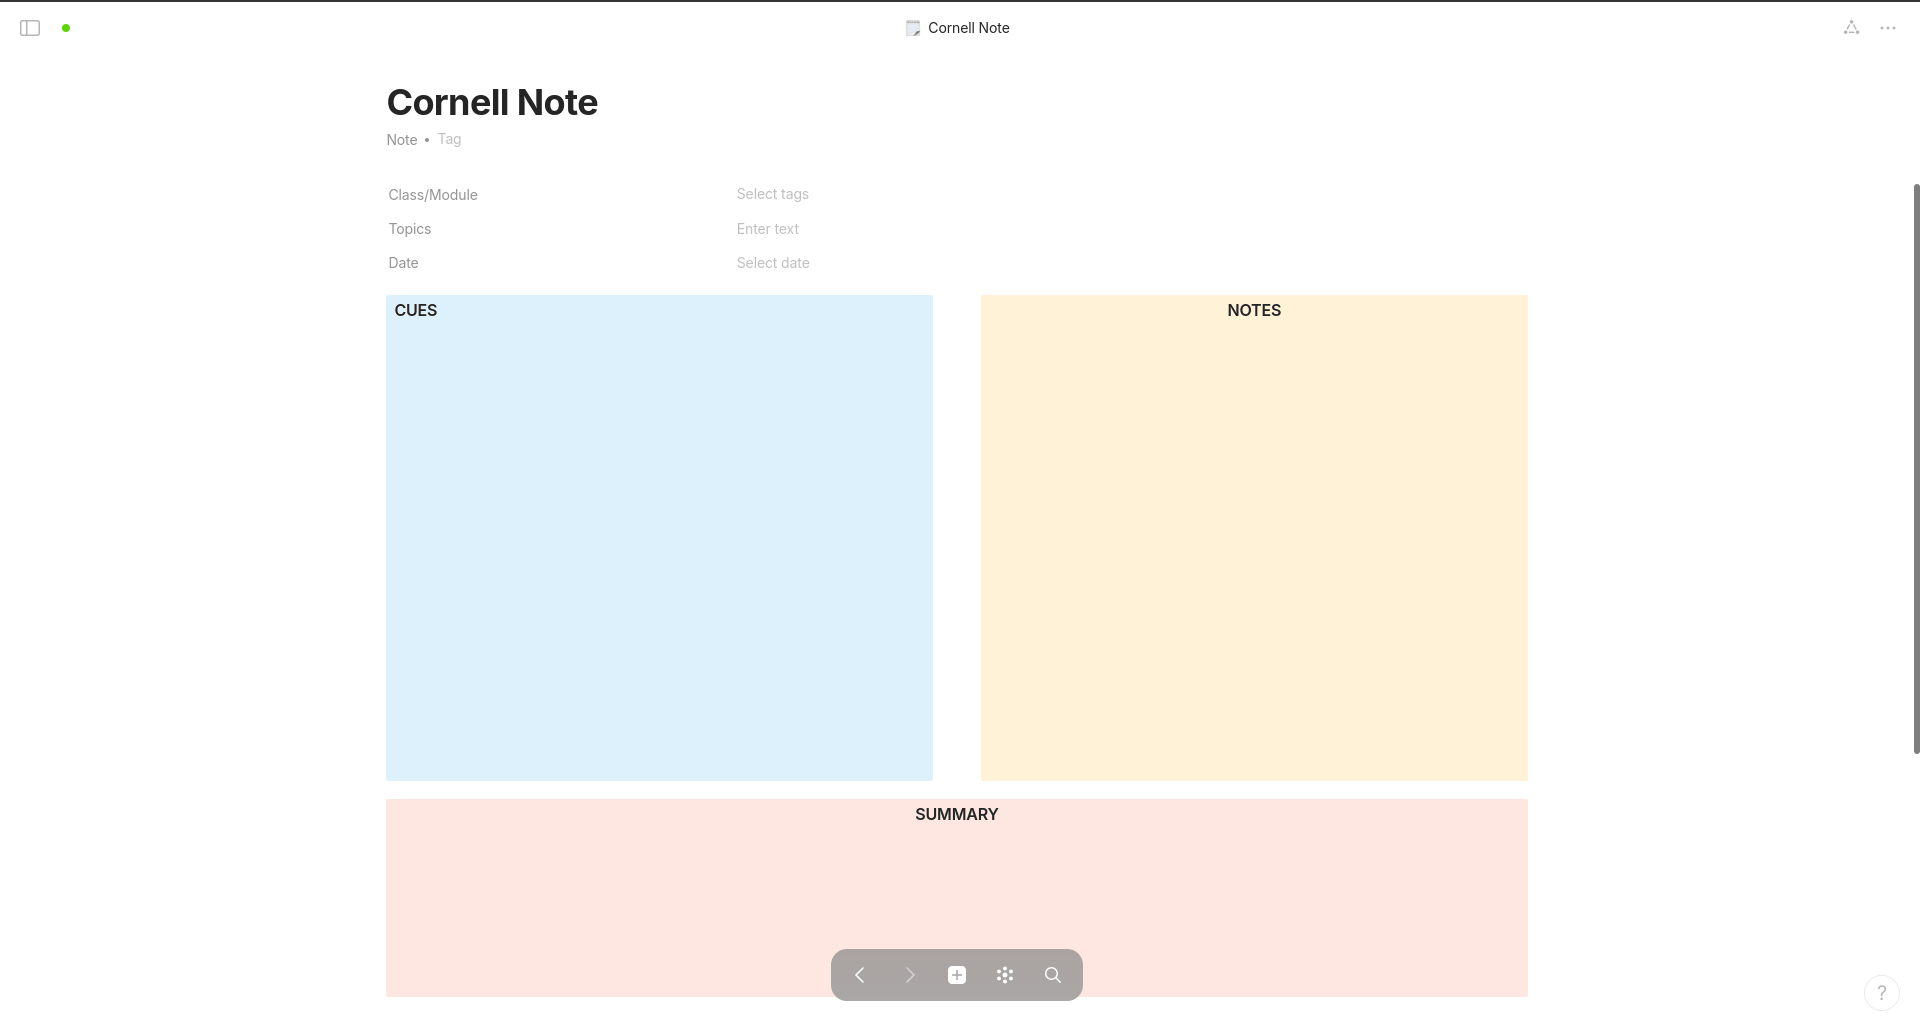 Cornell Note
Cornell Note
Note • Tag
Class/Module Select tags
Topics Enter text
Date Select date
CUES NOTES
SUMMARY
?